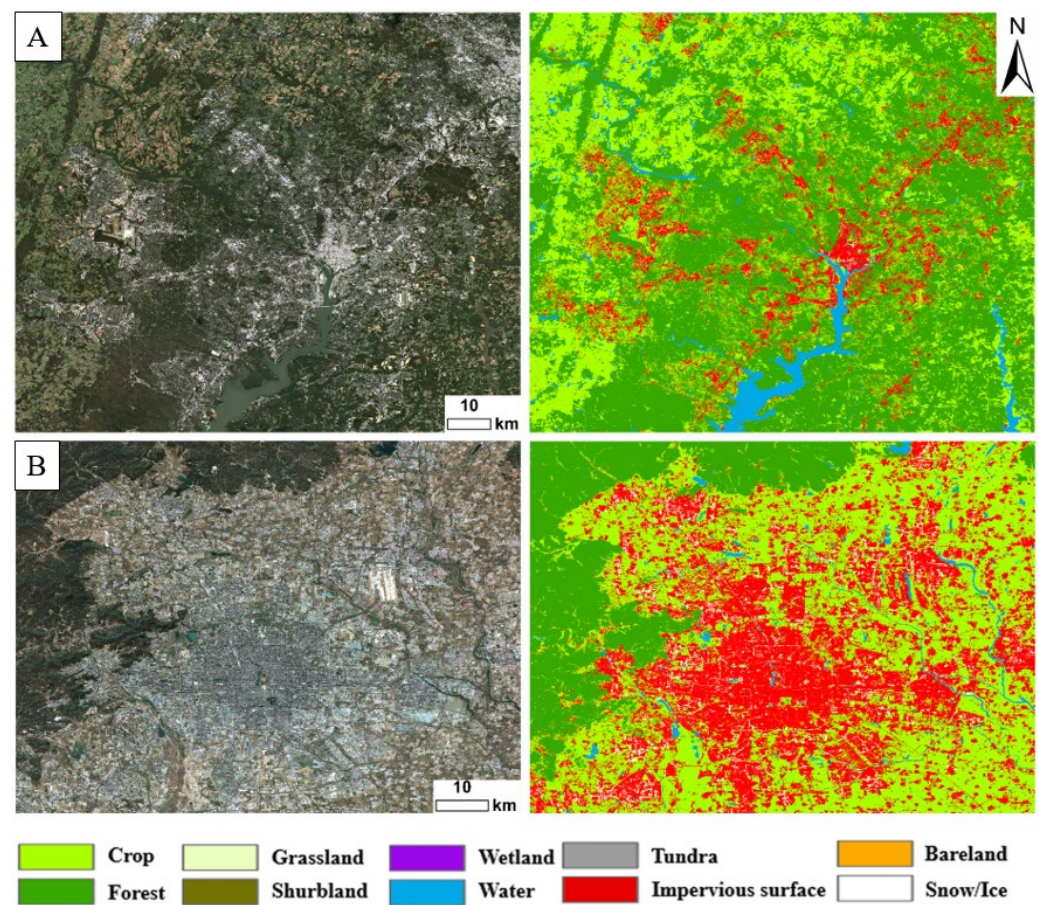 A
N
10
km
B
10
km
Crop
Grassland
Wetland
Tundra
Bareland
Forest
Shurbland
Water
Impervious surface
Snow/Ice